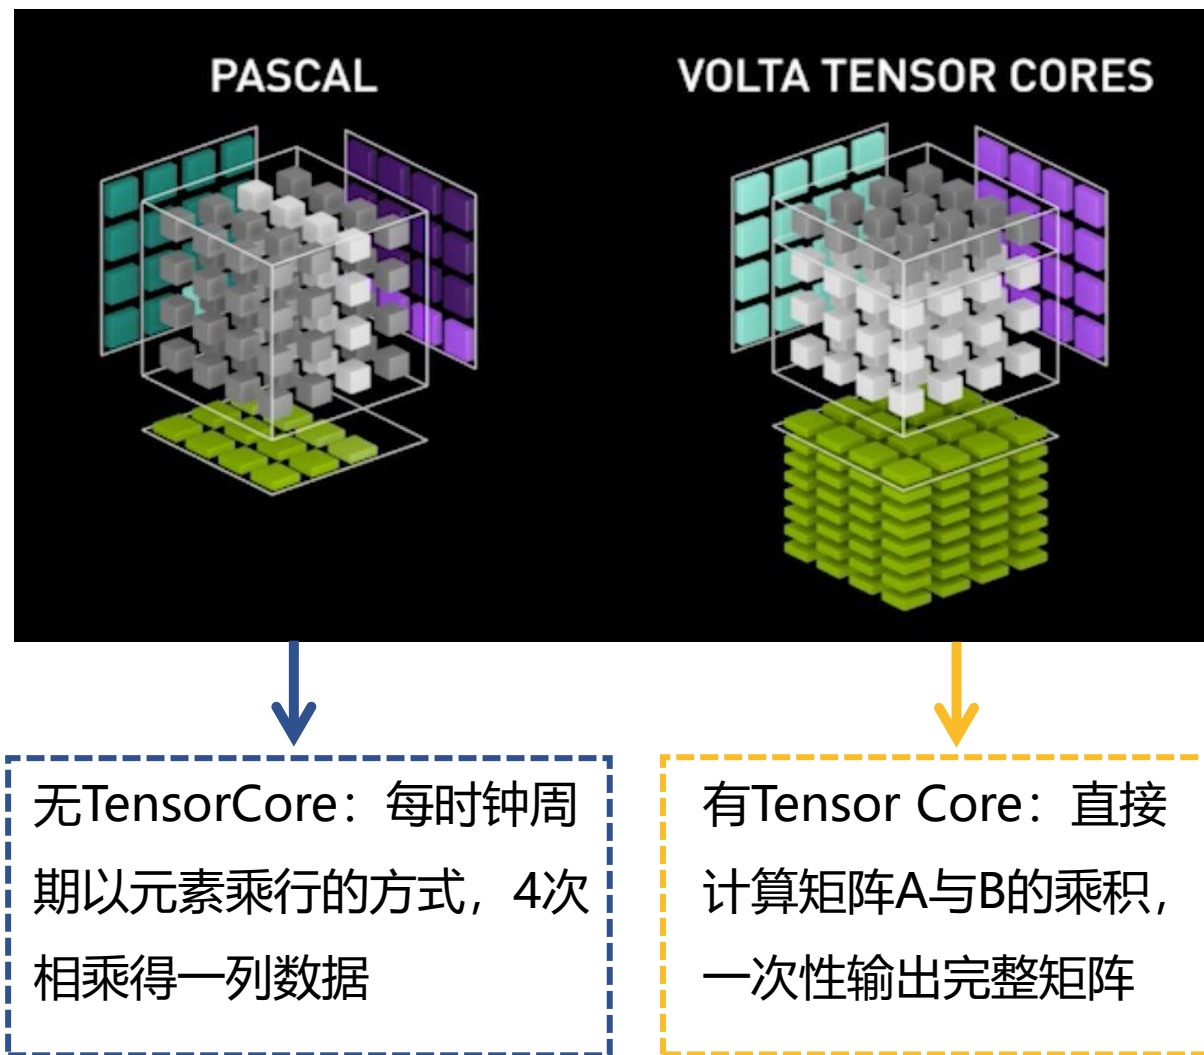 PASCAL
VOLTA TENSOR CORES
无TensorCore：每时钟周
期以元素乘行的方式，4次
相乘得一列数据
有Tensor Core：直接
计算矩阵A与B的乘积，
一次性输出完整矩阵